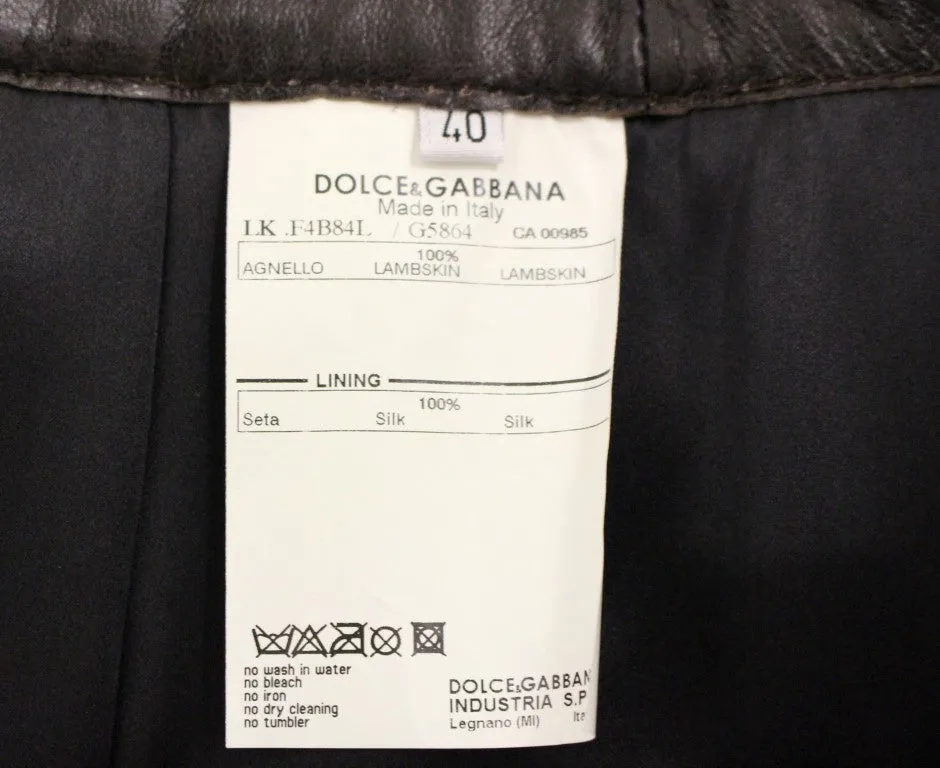 40
DOLCE&GABBANA
Made in Italy
I.K .F4B84L / G5864 CA 00985
100%
AGNELLO LAMBSKIN LAMBSKIN
LINING
100%
Seta Silk Silk
no wash in water
no bleach
no iron
no dry cleaning
no tumbler
DOLCE&GABBAN
INDUSTRIA S.P
Legnano (MI) Ita